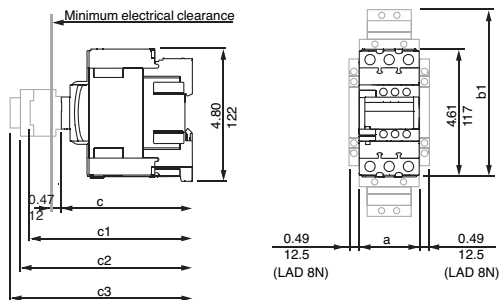 Minimum electrical clearance
4.80
122
0.47
12
c
c1
c2
c3
b1
4.61
117
0.49
12.5
(LAD 8N)
a
0.49
12.5
(LAD 8N)